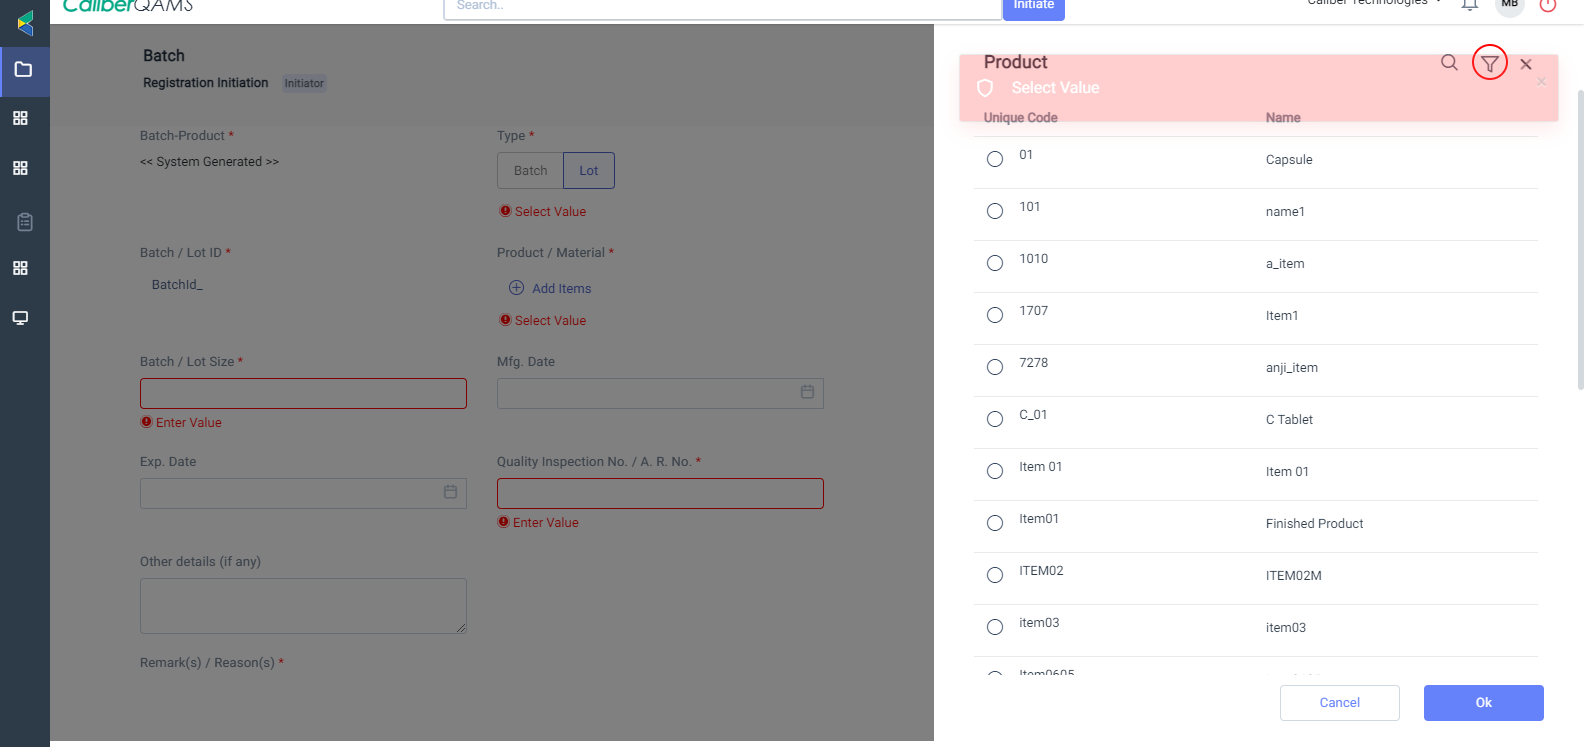 CaliberQAMS
Search..
Initiate
Caliber Technologies
MB
Batch
Registration Initiation Initiator
Batch-Product *
<< System Generated >>
Type *
Batch Lot
Select Value
Batch / Lot ID *
BatchId_
Product / Material *
Add Items
Select Value
Batch / Lot Size *
Enter Value
Mfg. Date
Exp. Date
Quality Inspection No. / A. R. No. *
Enter Value
Other details (if any)
Remark(s) / Reason(s) *
Product
Select Value
Unique Code Name
01 Capsule
101 name1
1010 a_item
1707 Item1
7278 anji_item
C_01 C Tablet
Item 01 Item 01
Item01 Finished Product
ITEM02 ITEM02M
item03 item03
Item0605
Cancel Ok